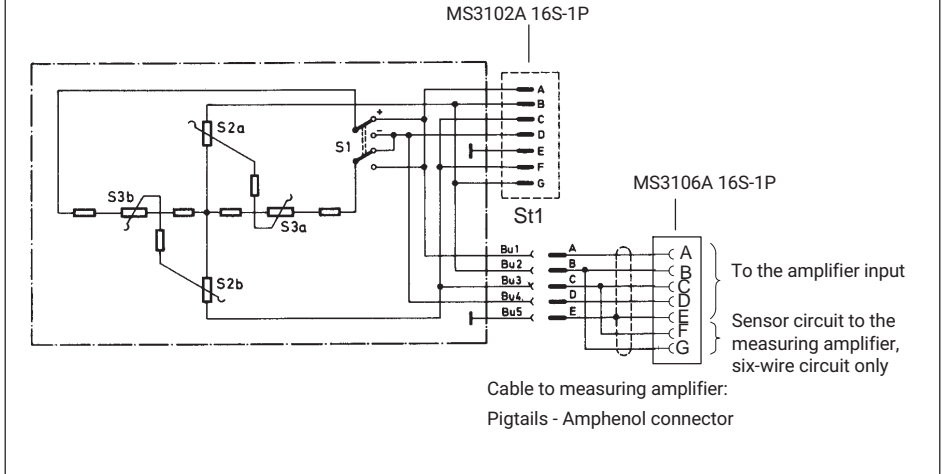 MS3102A 16S-1P
A
B
C
D
E
F
G
+
-
S1
S2a
S3b
S3a
S2b
St1
MS3106A 16S-1P
Bu1
Bu2
Bu3
Bu4
Bu5
A
B
C
D
E
A
B
C
D
E
F
G
To the amplifier input
Sensor circuit to the
measuring amplifier,
six-wire circuit only
Cable to measuring amplifier:
Pigtails - Amphenol connector